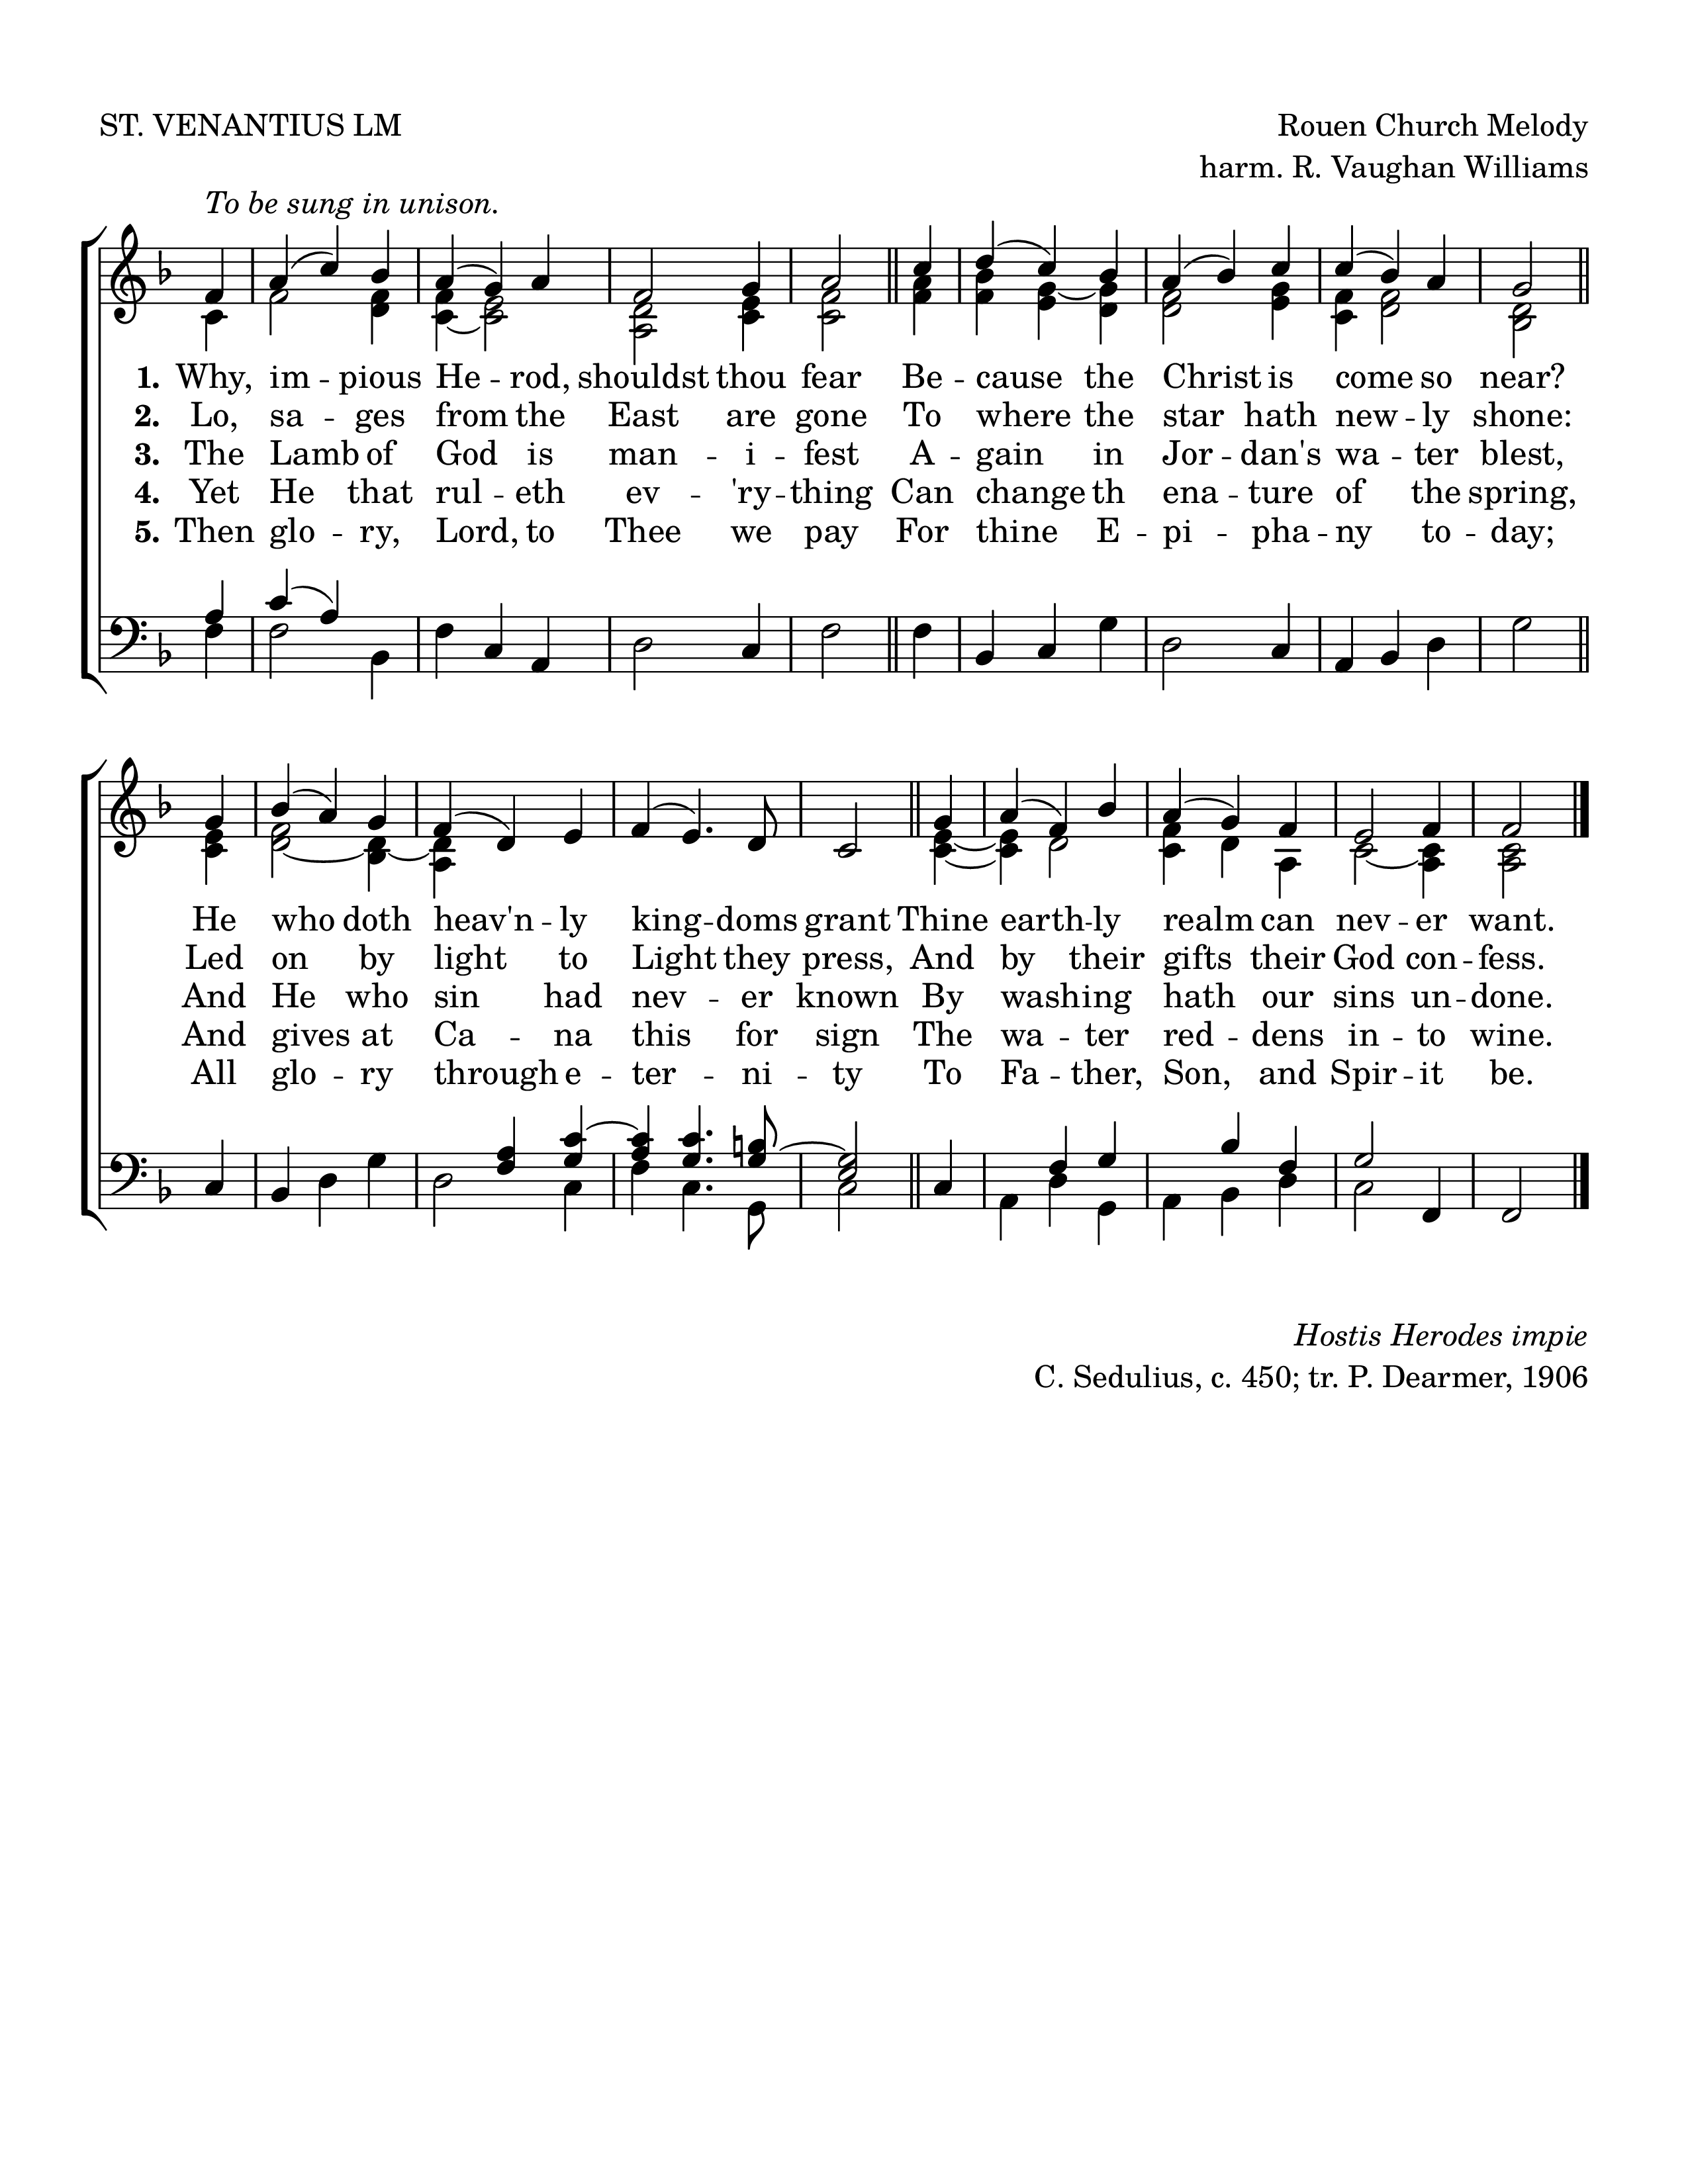 ST. VENANTIUS LM
Rouen Church Melody
harm. R. Vaughan Williams
To be sung in unison.
1. Why, im -- pious He -- rod, shouldst thou fear Be -- cause the Christ is come so near?
2. Lo, sa -- ges from the East are gone To where the star hath new -- ly shone:
3. The Lamb of God is man -- i -- fest A -- gain in Jor -- dan's wa -- ter blest,
4. Yet He that rul -- eth ev -- 'ry -- thing Can change th ena -- ture of the spring,
5. Then glo -- ry, Lord, to Thee we pay For thine E -- pi -- pha -- ny to -- day;
He who doth heav'n -- ly king -- doms grant Thine earth -- ly realm can nev -- er want.
Led on by light to Light they press, And by their gifts their God con -- fess.
And He who sin had nev -- er known By washing hath our sins un -- done.
And gives at Ca -- na this for sign The wa -- ter red -- dens in -- to wine.
All glo -- ry through e -- ter -- ni -- ty To Fa -- ther, Son, and Spir -- it be.
Hostis Herodes impie
C. Sedulius, c. 450; tr. P. Dearmer, 1906